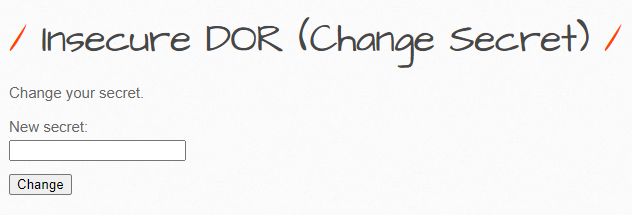 / Insecure DOR (Change Secret) /
Change your secret.
New secret:
Change